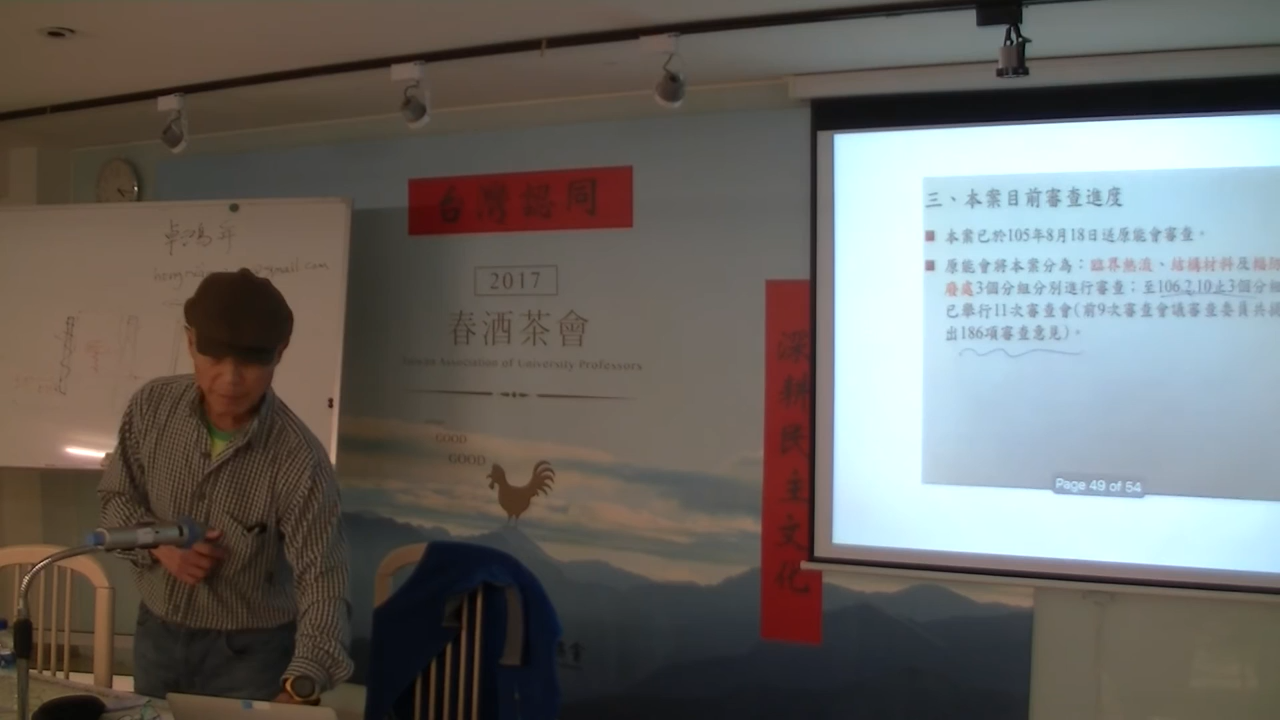 卓鴻年
gmail.com
台灣認同
2017
春酒茶會
Taiwan Association of University Professors
GOOD
GOOD
深耕民主文化
三、本案目前審查進度
本案已於105年8月18日送原能會審查。
原能會將本案分為：臨界熱流、結構材料及輻
廢處3個分組分別進行審查；至106.2.10止3個分組
已舉行11次審查會(前9次審查會議審查委員共提
出186項審查意見)。
Page 49 of 54